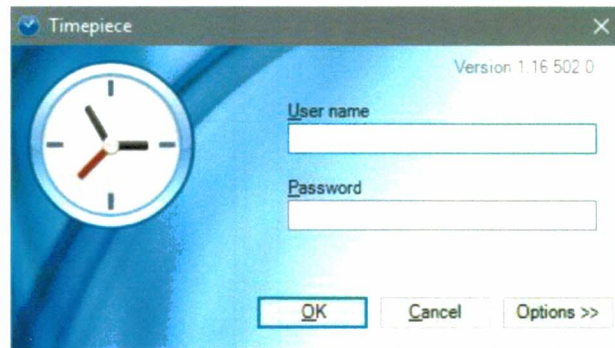 Timepiece
Version 1.16.502.0
User name
Password
OK
Cancel
Options >>